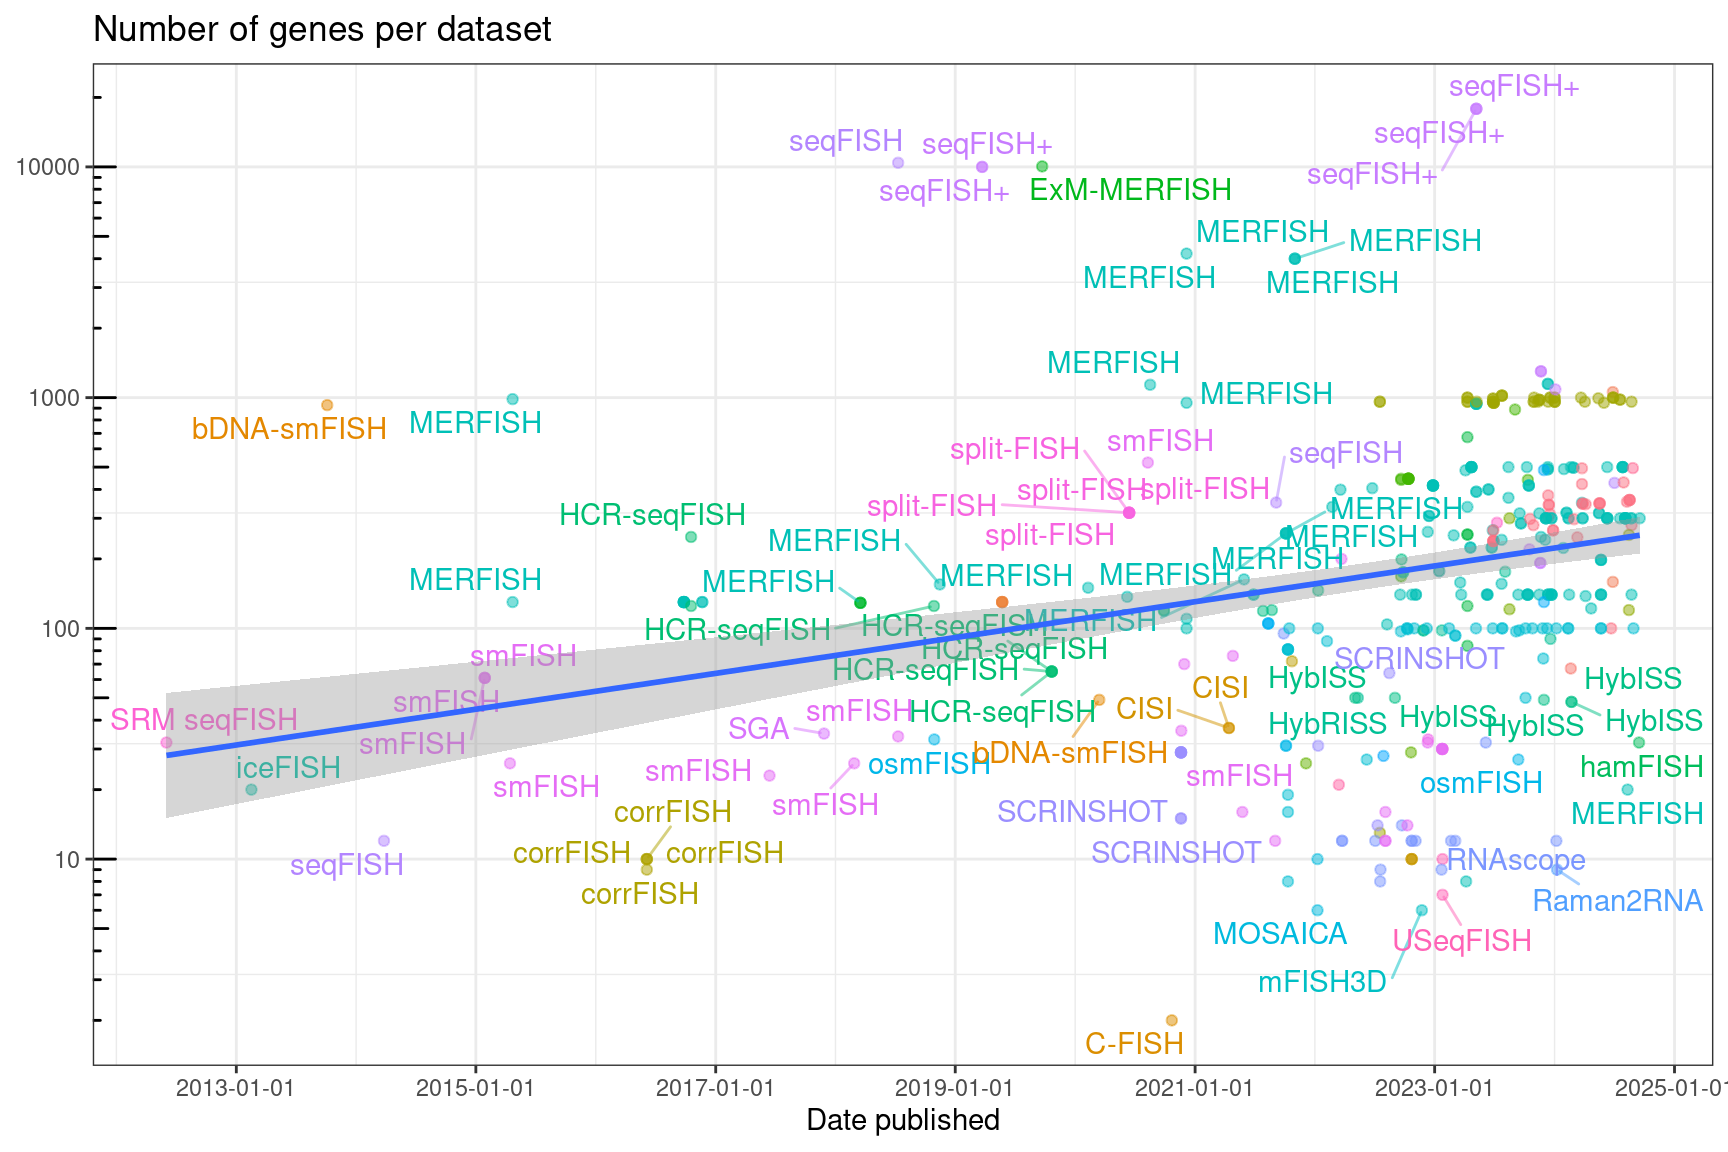 Number of genes per dataset
seqFISH+
seqFISH+
seqFISH
seqFISH+
seqFISH+
10000
seqFISH+
ExM-MERFISH
MERFISH
MERFISH
MERFISH
MERFISH
MERFISH
1000
bDNA-smFISH
MERFISH
MERFISH
split-FISH
smFISH
seqFISH
split-FISH
split-FISH
split-FISH
HCR-seqFISH
split-FISH
MERFISH
MERFISH
MERFISH
MERFISH
MERFISH
MERFISH
MERFISH
MERFISH
100
HCR-seqFISH
HCR-seqFISH
MERFISH
HCR-seqFISH
smFISH
SCRINSHOT
HCR-seqFISH
HybISS
HybISS
CISI
smFISH
CISI
SRM seqFISH
smFISH
HCR-seqFISH
SGA
HybRISS
HybISS
HybISS
HybISS
smFISH
bDNA-smFISH
iceFISH
osmFISH
hamFISH
smFISH
smFISH
smFISH
osmFISH
smFISH
corrFISH
SCRINSHOT
MERFISH
10
corrFISH
corrFISH
SCRINSHOT
RNAscope
seqFISH
corrFISH
Raman2RNA
MOSAICA
USeqFISH
mFISH3D
C-FISH
2013-01-01
2015-01-01
2017-01-01
2019-01-01
2021-01-01
2023-01-01
2025-01-01
Date published